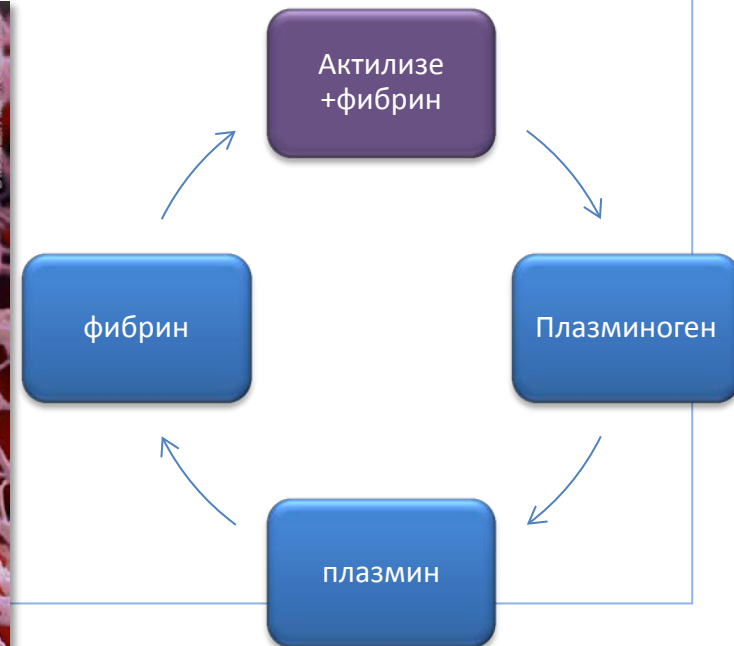 Актилизе
+фибрин
фибрин
Плазминоген
плазмин